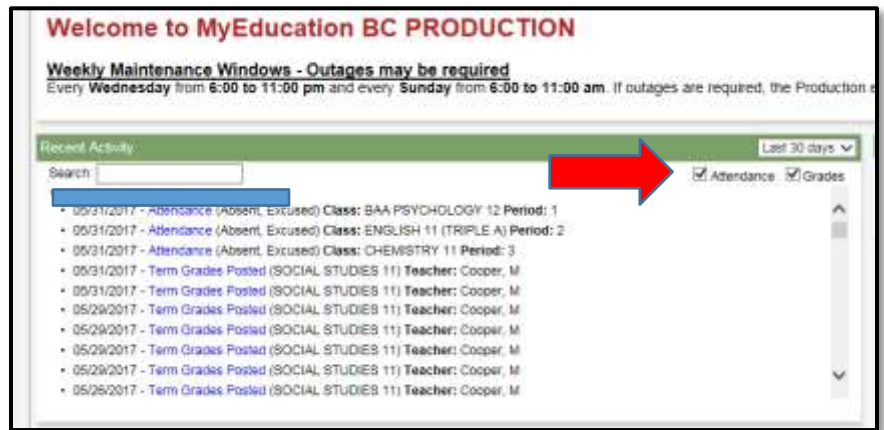 Welcome to MyEducation BC PRODUCTION
Weekly Maintenance Windows - Outages may be required
Every Wednesday from 6:00 to 11:00 pm and every Sunday from 6:00 to 11:00 am. If outages are required, the Production
Recent Activity Last 30 days
Search: Attendance Grades
• 05/31/2017 - Attendance (Absent, Excused) Class: BAA PSYCHOLOGY 12 Period: 1
• 05/31/2017 - Attendance (Absent, Excused) Class: ENGLISH 11 (TRIPLE A) Period: 2
• 05/31/2017 - Attendance (Absent, Excused) Class: CHEMISTRY 11 Period: 3
• 05/31/2017 - Term Grades Posted (SOCIAL STUDIES 11) Teacher: Cooper, M
• 05/31/2017 - Term Grades Posted (SOCIAL STUDIES 11) Teacher: Cooper, M
• 05/29/2017 - Term Grades Posted (SOCIAL STUDIES 11) Teacher: Cooper, M
• 05/29/2017 - Term Grades Posted (SOCIAL STUDIES 11) Teacher: Cooper, M
• 05/29/2017 - Term Grades Posted (SOCIAL STUDIES 11) Teacher: Cooper, M
• 05/29/2017 - Term Grades Posted (SOCIAL STUDIES 11) Teacher: Cooper, M
• 05/26/2017 - Term Grades Posted (SOCIAL STUDIES 11) Teacher: Cooper, M